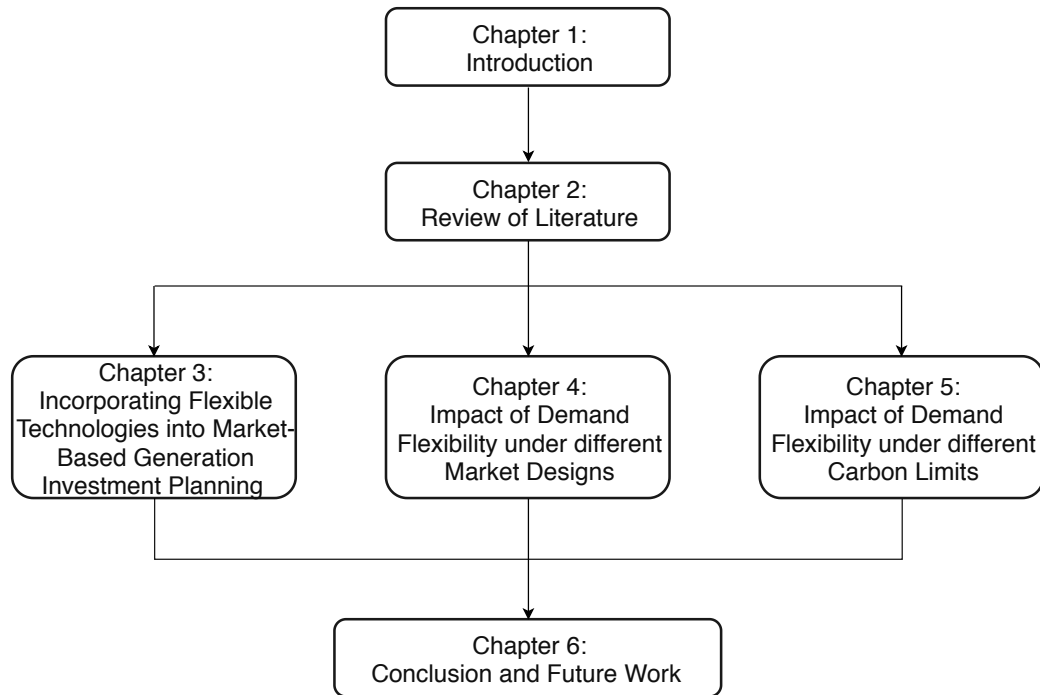 Chapter 1:
Introduction
Chapter 2:
Review of Literature
Chapter 3:
Incorporating Flexible
Technologies into Market-
Based Generation
Investment Planning
Chapter 4:
Impact of Demand
Flexibility under different
Market Designs
Chapter 5:
Impact of Demand
Flexibility under different
Carbon Limits
Chapter 6:
Conclusion and Future Work